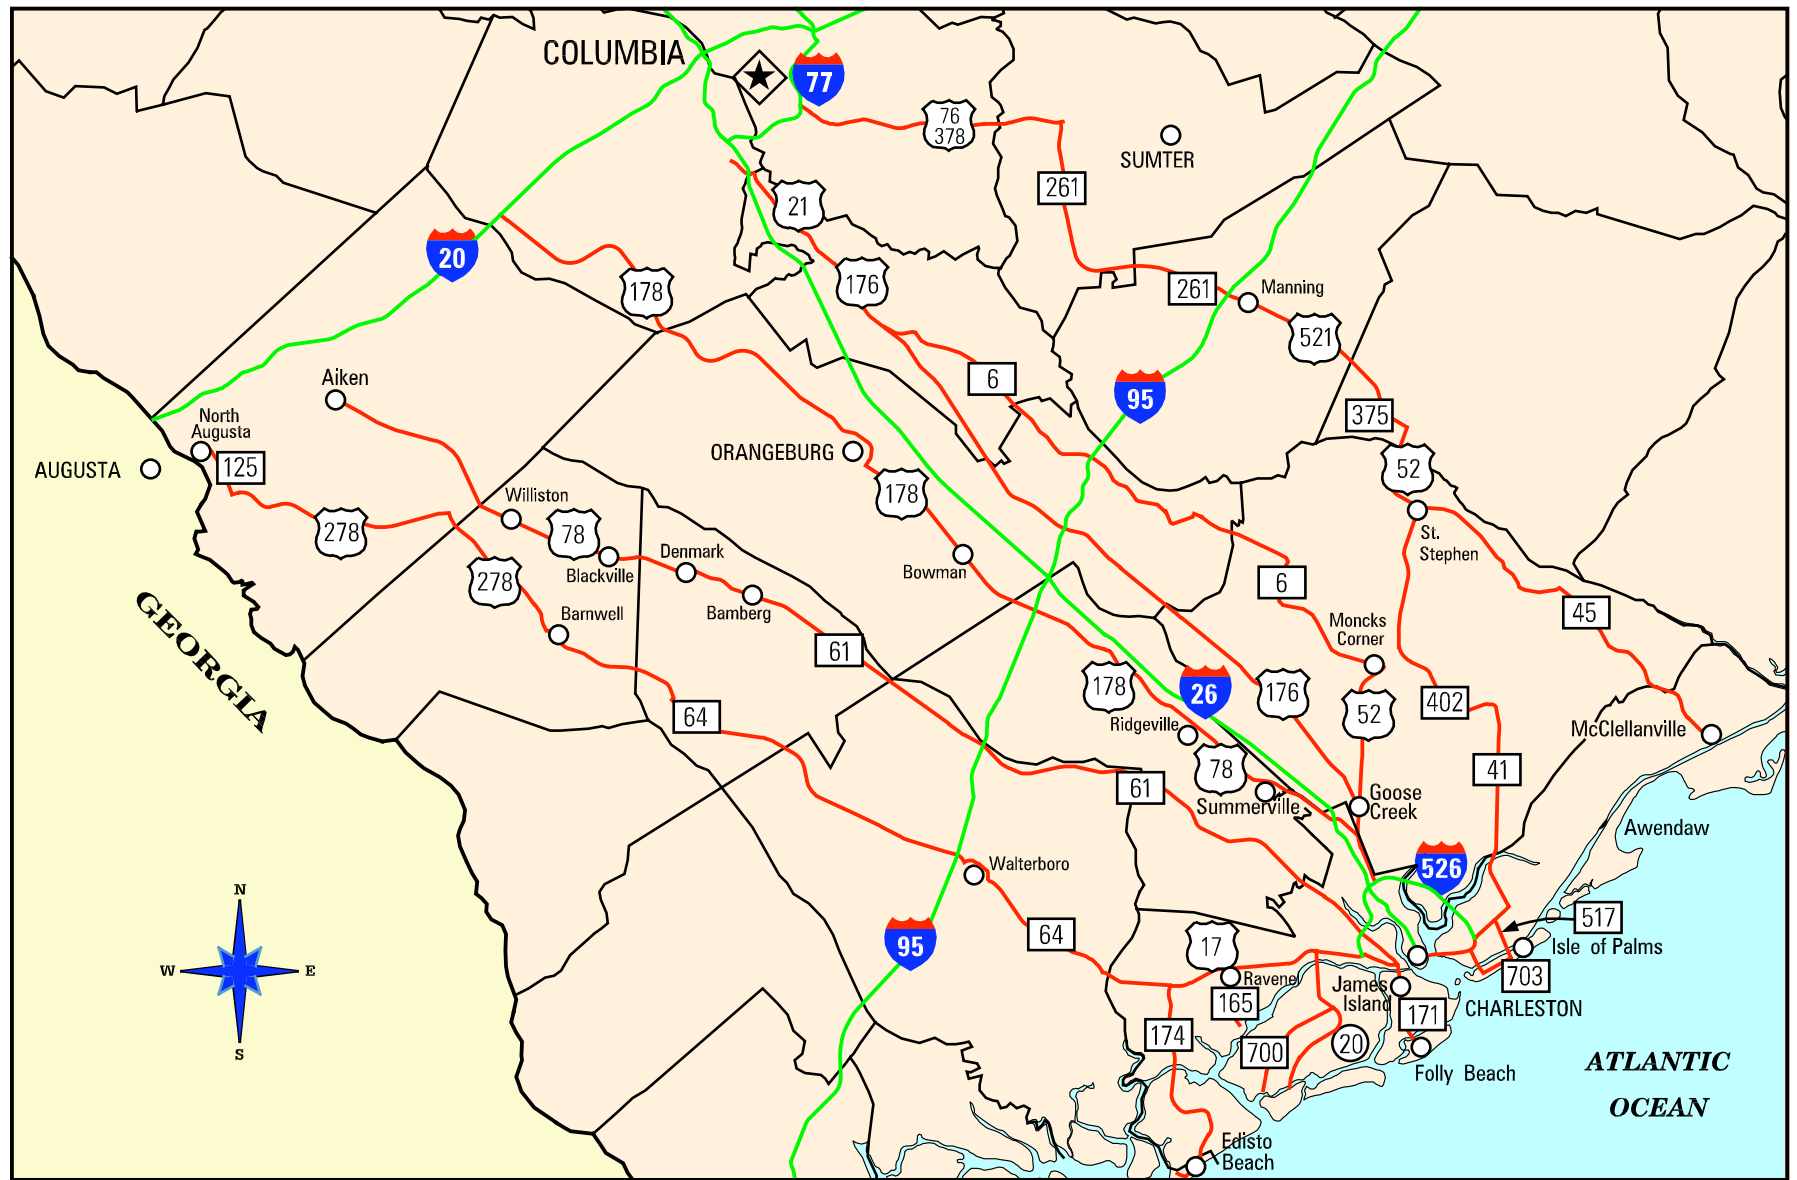 COLUMBIA
77
76
378
SUMTER
261
21
20
178
176
261
Manning
521
6
95
Aiken
375
North
Augusta
125
AUGUSTA
ORANGEBURG
52
178
Williston
78
278
Blackville
Denmark
Bowman
St.
Stephen
278
Bamberg
Barnwell
6
45
Moncks
Corner
GEORGIA
61
178
26
176
402
64
52
Ridgeville
McClellanville
78
41
61
Summerville
Goose
Creek
Awendaw
Walterboro
526
N
W
E
S
95
64
17
517
Isle of Palms
Ravenel
703
James
Island
165
171
CHARLESTON
174
700
20
Folly Beach
ATLANTIC
OCEAN
Edisto
Beach